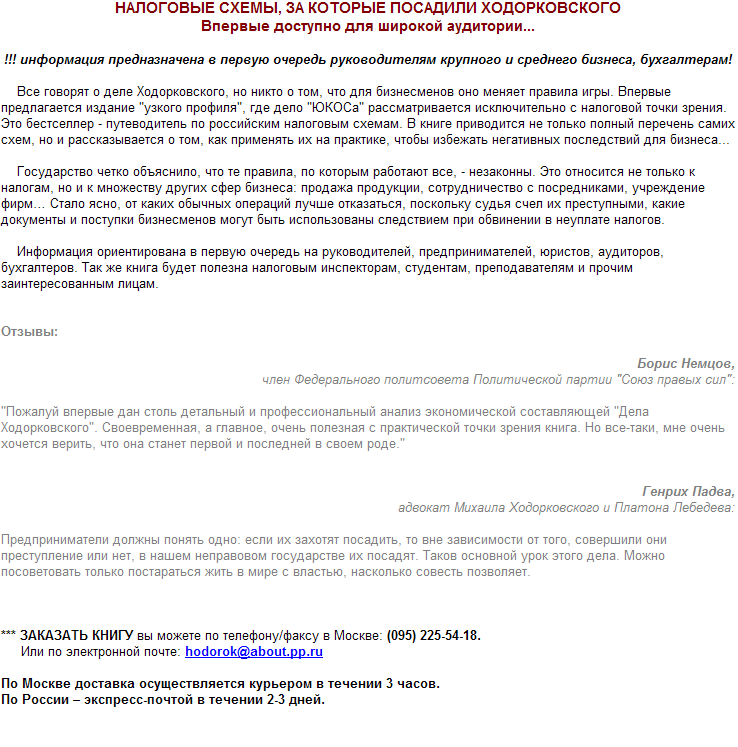 НАЛОГОВЫЕ СХЕМЫ, ЗА КОТОРЫЕ ПОСАДИЛИ ХОДОРКОВСКОГО
Впервые доступно для широкой аудитории...
!!! информация предназначена в первую очередь руководителям крупного и среднего бизнеса, бухгалтерам!
Все говорят о деле Ходорковского, но никто о том, что для бизнесменов оно меняет правила игры. Впервые
предлагается издание "узкого профиля", где дело "ЮКОСа" рассматривается исключительно с налоговой точки зрения.
Это бестселлер - путеводитель по российским налоговым схемам. В книге приводится не только полный перечень самих
схем, но и рассказывается о том, как применять их на практике, чтобы избежать негативных последствий для бизнеса...
Государство четко объяснило, что те правила, по которым работают все, - незаконны. Это относится не только к
налогам, но и к множеству других сфер бизнеса: продажа продукции, сотрудничество с посредниками, учреждение
фирм... Стало ясно, от каких обычных операций лучше отказаться, поскольку судья счел их преступными, какие
документы и поступки бизнесменов могут быть использованы следствием при обвинении в неуплате налогов.
Информация ориентирована в первую очередь на руководителей, предпринимателей, юристов, аудиторов,
бухгалтеров. Так же книга будет полезна налоговым инспекторам, студентам, преподавателям и прочим
заинтересованным лицам.
Отзывы:
Борис Немцов,
член Федерального политсовета Политической партии "Союз правых сил":
"Пожалуй впервые дан столь детальный и профессиональный анализ экономической составляющей "Дела
Ходорковского". Своевременная, а главное, очень полезная с практической точки зрения книга. Но все-таки, мне очень
хочется верить, что она станет первой и последней в своем роде."
Генрих Падва,
адвокат Михаила Ходорковского и Платона Лебедева:
Предприниматели должны понять одно: если их захотят посадить, то вне зависимости от того, совершили они
преступление или нет, в нашем неправовом государстве их посадят. Таков основной урок этого дела. Можно
посоветовать только постараться жить в мире с властью, насколько совесть позволяет.
*** ЗАКАЗАТЬ КНИГУ вы можете по телефону/факсу в Москве: (095) 225-54-18.
Или по электронной почте: hodorok@about.pp.ru
По Москве доставка осуществляется курьером в течении 3 часов.
По России – экспресс-почтой в течении 2-3 дней.